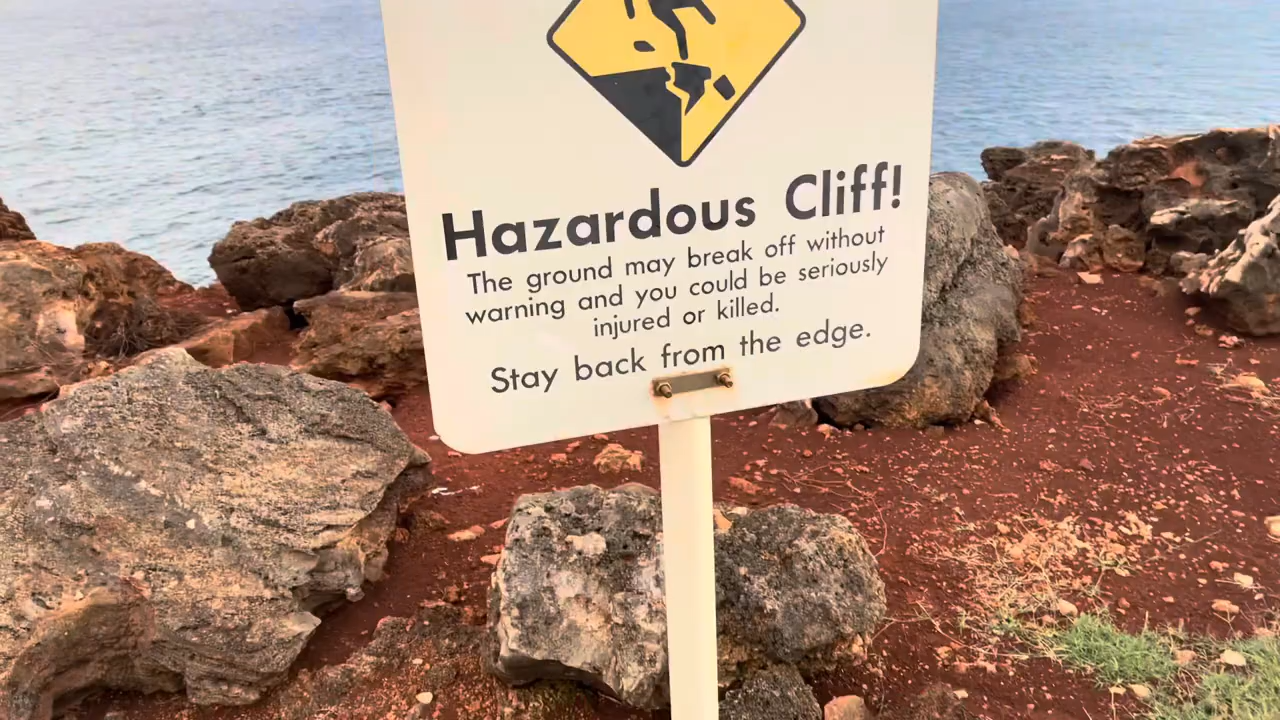 Hazardous Cliff!
The ground may break off without
warning and you could be seriously
injured or killed.
Stay back from the edge.